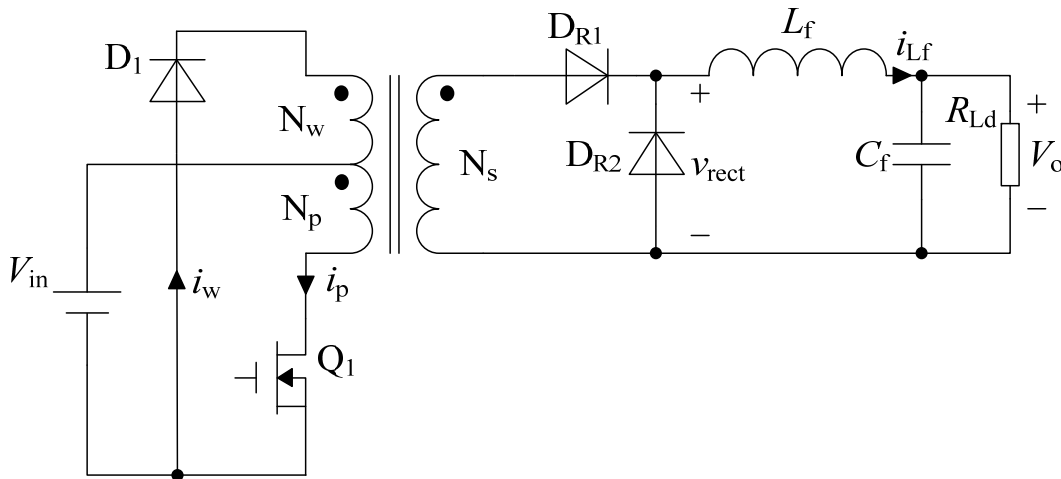 D1
Nw
Np
Ns
DR1
DR2
Lf
iLf
+
vrect
−
Cf
RLd
+
Vo
−
Vin
iw
ip
Q1